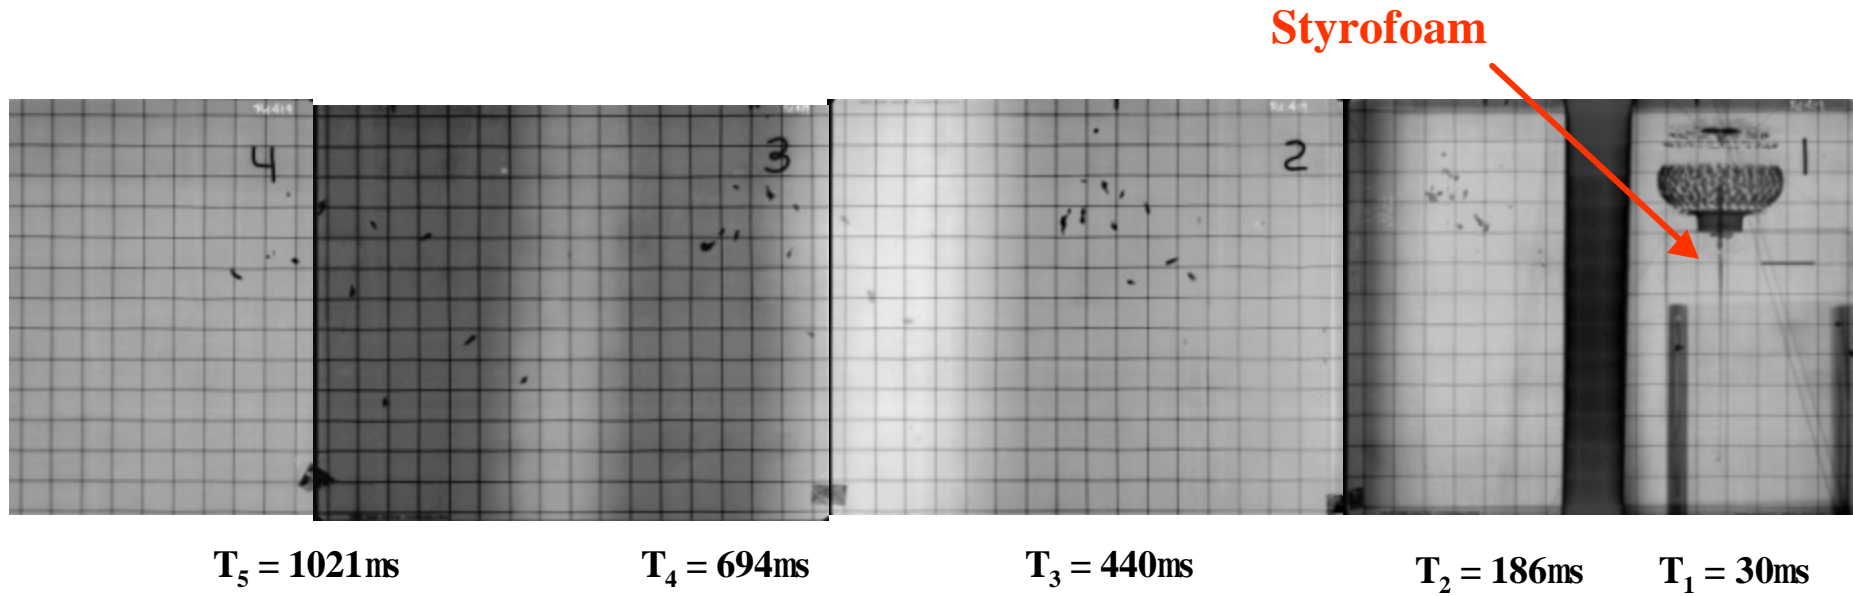 Styrofoam
4
3
2
1
T5 = 1021ms
T4 = 694ms
T3 = 440ms
T2 = 186ms
T1 = 30ms